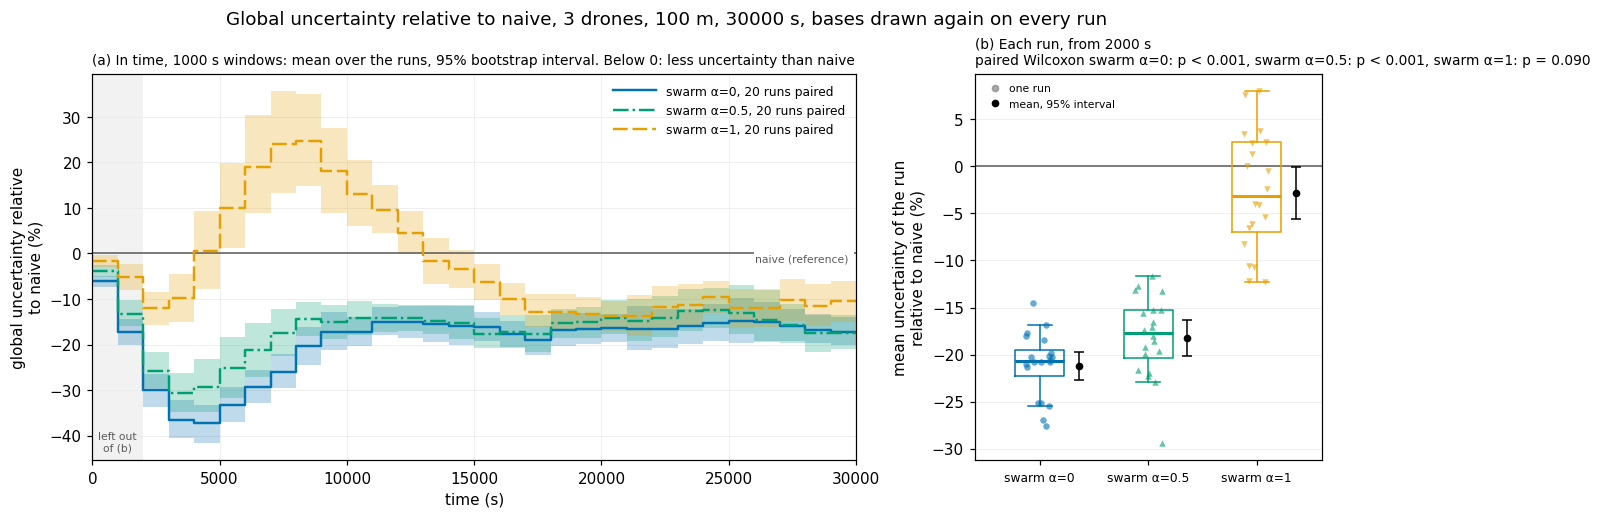 Global uncertainty relative to naive, 3 drones, 100 m, 30000 s, bases drawn again on every run
(a) In time, 1000 s windows: mean over the runs, 95% bootstrap interval. Below 0: less uncertainty than naive
global uncertainty relative
to naive (%)
30
20
10
0
−10
−20
−30
−40
swarm α=0, 20 runs paired
swarm α=0.5, 20 runs paired
swarm α=1, 20 runs paired
naive (reference)
left out
of (b)
0
5000
10000
15000
20000
25000
30000
time (s)
(b) Each run, from 2000 s
paired Wilcoxon swarm α=0: p < 0.001, swarm α=0.5: p < 0.001, swarm α=1: p = 0.090
mean uncertainty of the run
relative to naive (%)
5
0
−5
−10
−15
−20
−25
−30
one run
mean, 95% interval
swarm α=0
swarm α=0.5
swarm α=1